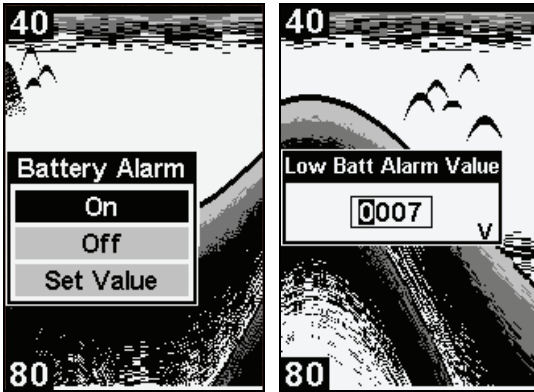 40
Battery Alarm
On
Off
Set Value
80
40
Low Batt Alarm Value
0007
V
80